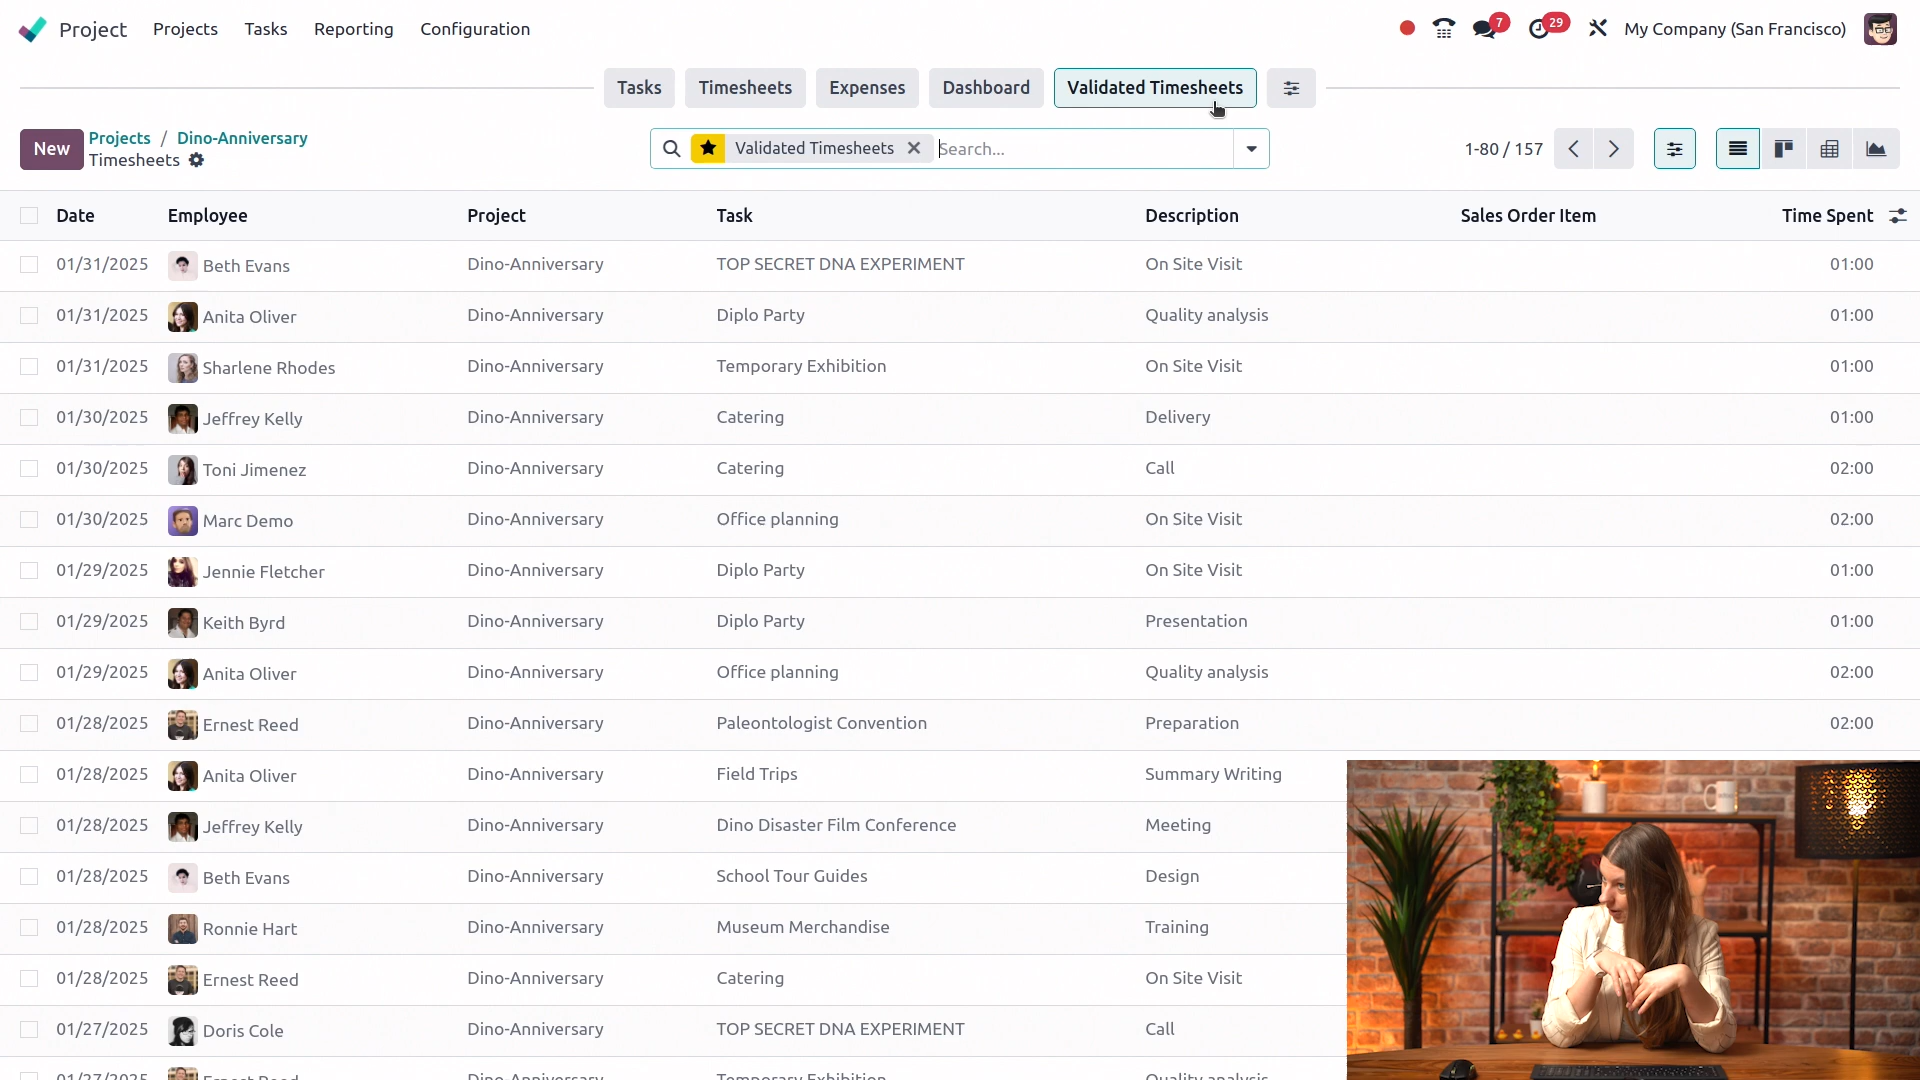 Project Projects Tasks Reporting Configuration 7 29 My Company (San Francisco)
Tasks Timesheets Expenses Dashboard Validated Timesheets
New Projects / Dino-Anniversary Validated Timesheets Search... 1-80 / 157
Timesheets
Date Employee Project Task Description Sales Order Item Time Spent
01/31/2025 Beth Evans Dino-Anniversary TOP SECRET DNA EXPERIMENT On Site Visit 01:00
01/31/2025 Anita Oliver Dino-Anniversary Diplo Party Quality analysis 01:00
01/31/2025 Sharlene Rhodes Dino-Anniversary Temporary Exhibition On Site Visit 01:00
01/30/2025 Jeffrey Kelly Dino-Anniversary Catering Delivery 01:00
01/30/2025 Toni Jimenez Dino-Anniversary Catering Call 02:00
01/30/2025 Marc Demo Dino-Anniversary Office planning On Site Visit 02:00
01/29/2025 Jennie Fletcher Dino-Anniversary Diplo Party On Site Visit 01:00
01/29/2025 Keith Byrd Dino-Anniversary Diplo Party Presentation 01:00
01/29/2025 Anita Oliver Dino-Anniversary Office planning Quality analysis 02:00
01/28/2025 Ernest Reed Dino-Anniversary Paleontologist Convention Preparation 02:00
01/28/2025 Anita Oliver Dino-Anniversary Field Trips Summary Writing
01/28/2025 Jeffrey Kelly Dino-Anniversary Dino Disaster Film Conference Meeting
01/28/2025 Beth Evans Dino-Anniversary School Tour Guides Design
01/28/2025 Ronnie Hart Dino-Anniversary Museum Merchandise Training
01/28/2025 Ernest Reed Dino-Anniversary Catering On Site Visit
01/27/2025 Doris Cole Dino-Anniversary TOP SECRET DNA EXPERIMENT Call
01/27/2025 Ernest Reed Dino-Anniversary Temporary Exhibition Quality analysis